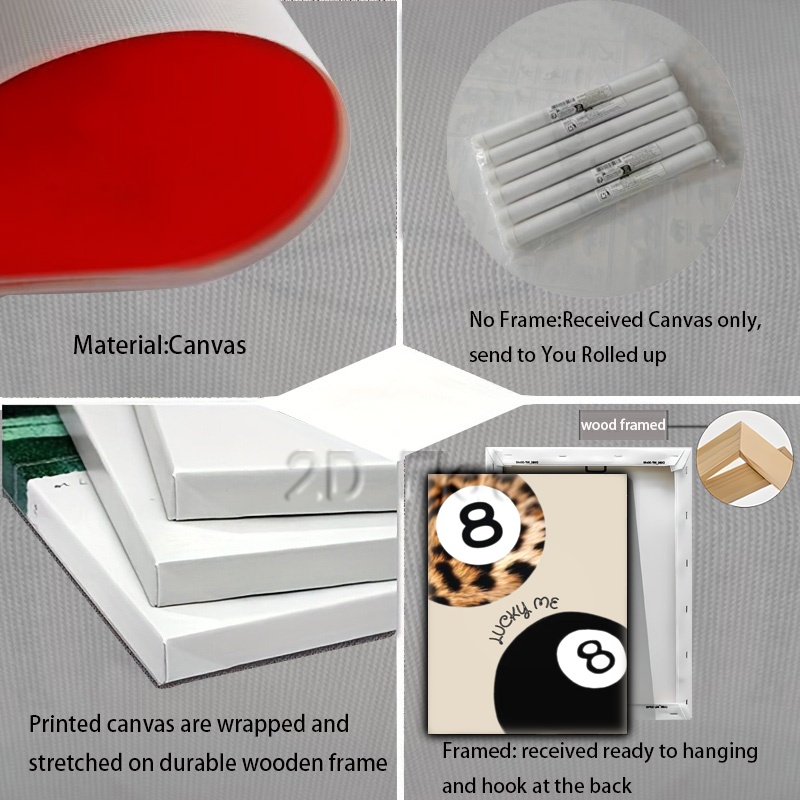 Material:Canvas
No Frame:Received Canvas only,
send to You Rolled up
2D
Printed canvas are wrapped and
stretched on durable wooden frame
wood framed
8
LUCKY ME
8
Framed: received ready to hanging
and hook at the back